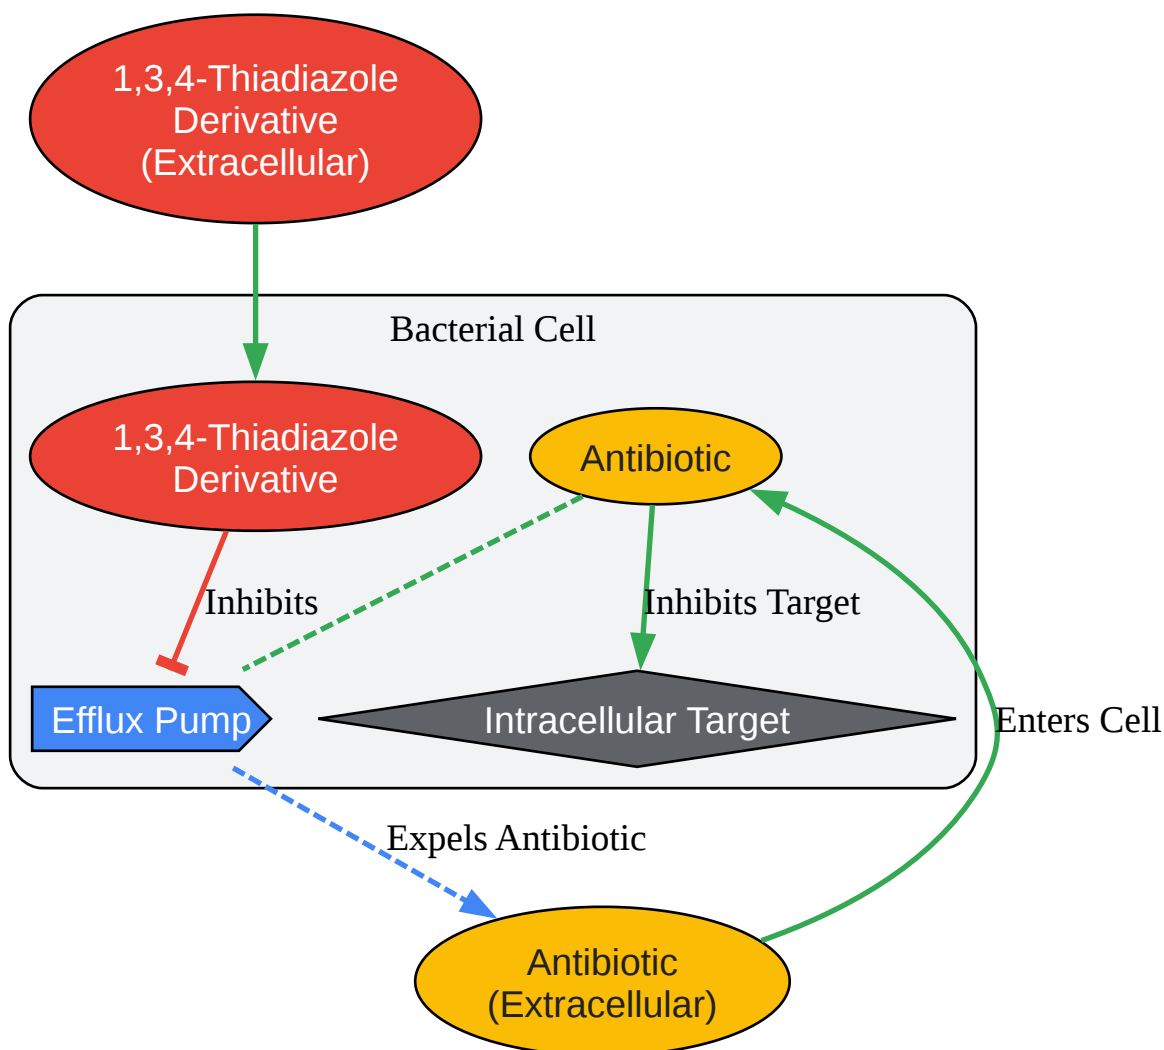 1,3,4-Thiadiazole
Derivative
(Extracellular)
Bacterial Cell
1,3,4-Thiadiazole
Derivative
Antibiotic
Inhibits
Inhibits Target
Efflux Pump
Intracellular Target
Enters Cell
Expels Antibiotic
Antibiotic
(Extracellular)